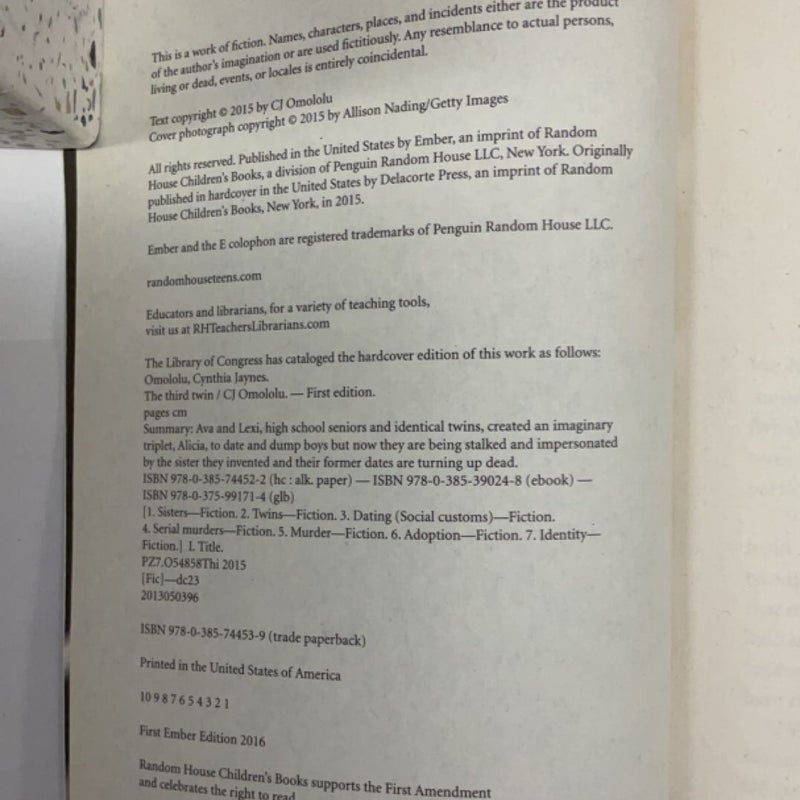 This is a work of fiction. Names, characters, places, and incidents either are the product
of the author's imagination or are used fictitiously. Any resemblance to actual persons,
living or dead, events, or locales is entirely coincidental.
Text copyright © 2015 by CJ Omololu
Cover photograph copyright © 2015 by Allison Nading/Getty Images
All rights reserved. Published in the United States by Ember, an imprint of Random
House Children's Books, a division of Penguin Random House LLC, New York. Originally
published in hardcover in the United States by Delacorte Press, an imprint of Random
House Children's Books, New York, in 2015.
Ember and the E colophon are registered trademarks of Penguin Random House LLC.
randomhouseteens.com
Educators and librarians, for a variety of teaching tools,
visit us at RHTeachersLibrarians.com
The Library of Congress has cataloged the hardcover edition of this work as follows:
Omololu, Cynthia Jaynes.
The third twin / CJ Omololu. — First edition.
pages cm
Summary: Ava and Lexi, high school seniors and identical twins, created an imaginary
triplet, Alicia, to date and dump boys but now they are being stalked and impersonated
by the sister they invented and their former dates are turning up dead.
ISBN 978-0-385-74452-2 (hc : alk. paper) — ISBN 978-0-385-39024-8 (ebook) —
ISBN 978-0-375-99171-4 (glb)
[1. Sisters—Fiction. 2. Twins—Fiction. 3. Dating (Social customs)—Fiction.
4. Serial murders—Fiction. 5. Murder—Fiction. 6. Adoption—Fiction. 7. Identity—
Fiction.] I. Title.
PZ7.O54858Thi 2015
[Fic]—dc23
2013050396
ISBN 978-0-385-74453-9 (trade paperback)
Printed in the United States of America
10 9 8 7 6 5 4 3 2 1
First Ember Edition 2016
Random House Children's Books supports the First Amendment
and celebrates the right to read.